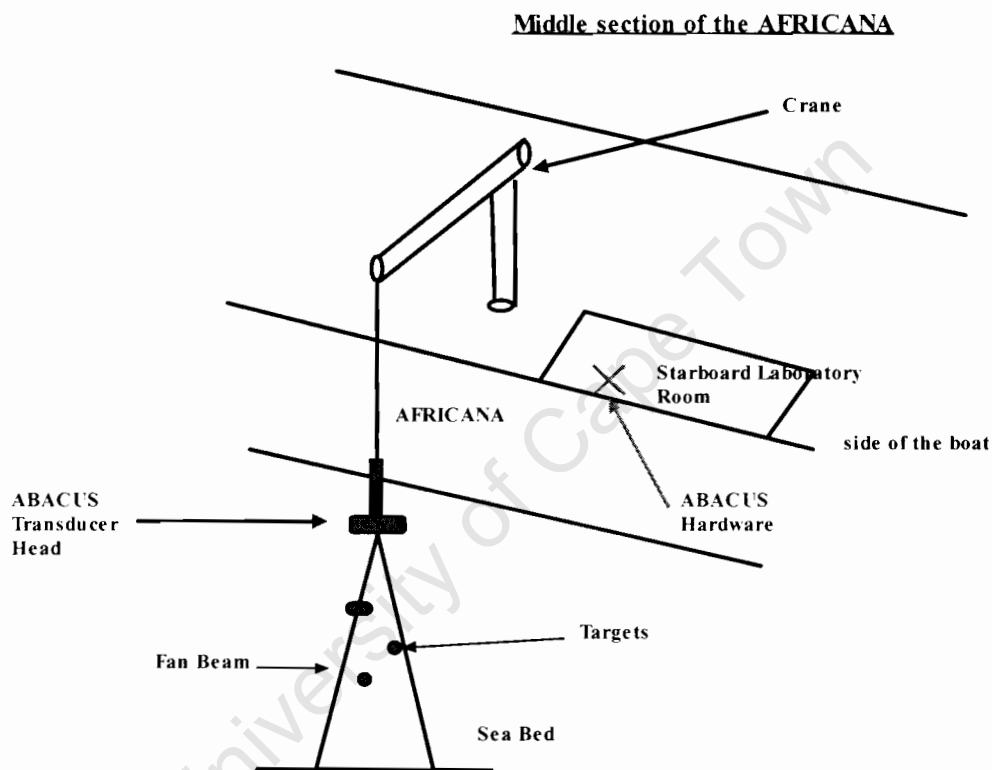 Middle section of the AFRICANA
Crane
Starboard Laboratory
Room
AFRICANA
side of the boat
ABACUS
Transducer
Head
ABACUS
Hardware
Targets
Fan Beam
Sea Bed
University of Cape Town